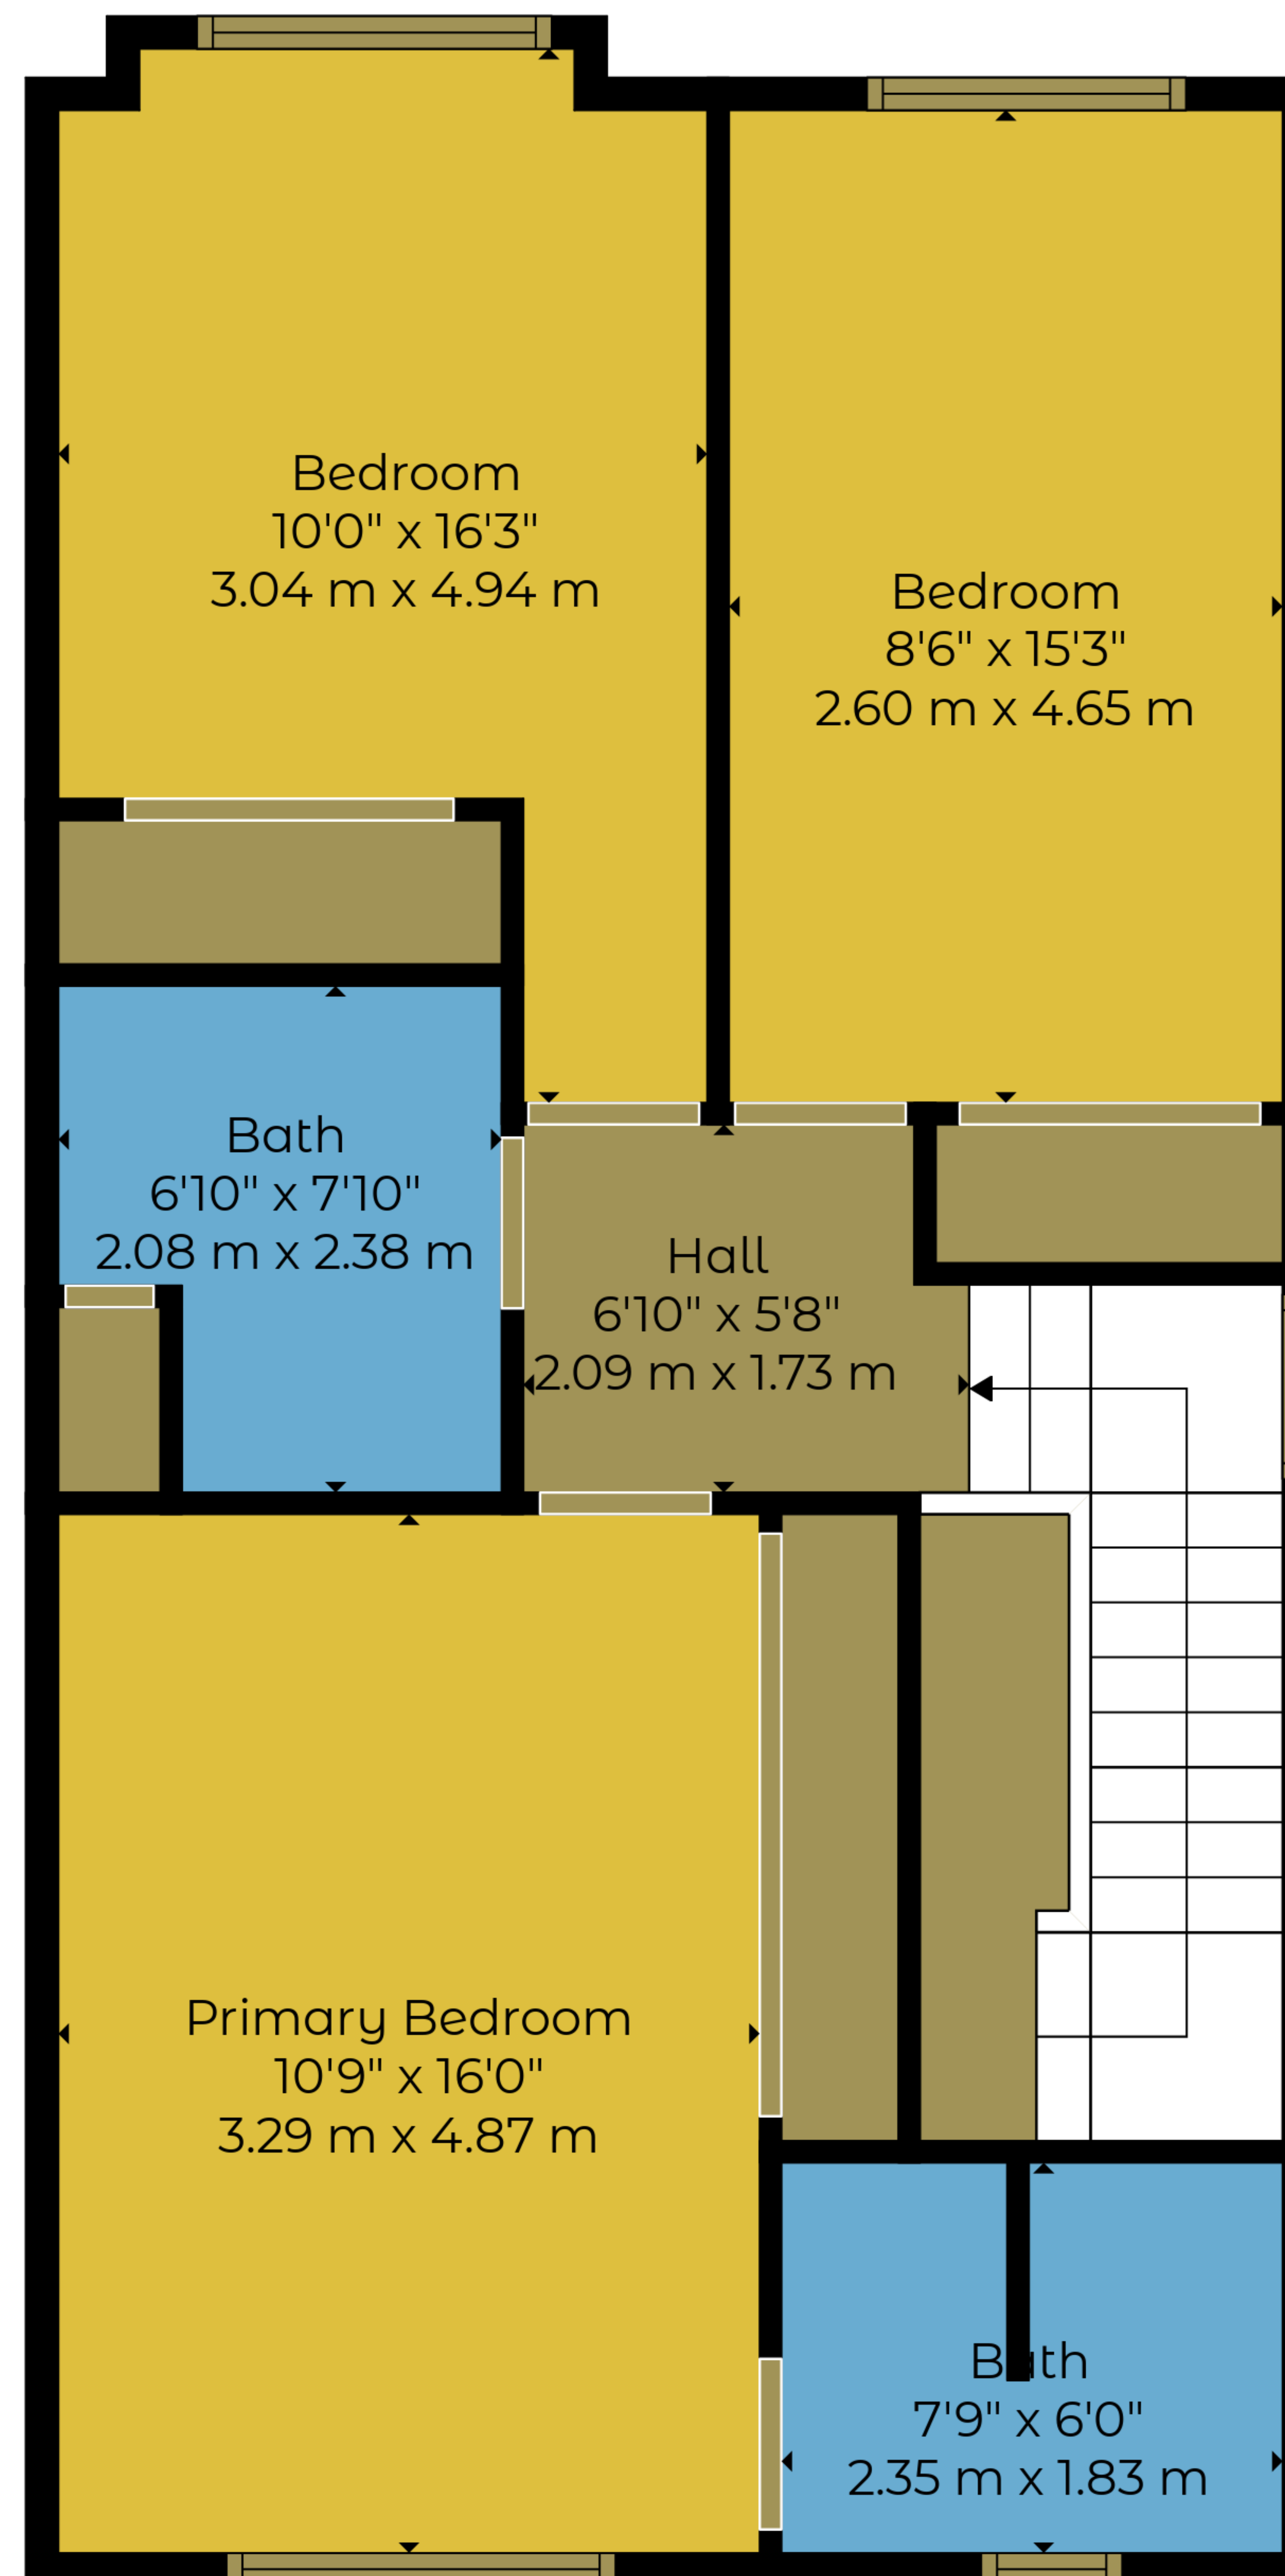 Bedroom
10'0" x 16'3"
3.04 m x 4.94 m
Bedroom
8'6" x 15'3"
2.60 m x 4.65 m
Bath
6'10" x 7'10"
2.08 m x 2.38 m
Hall
6'10" x 5'8"
2.09 m x 1.73 m
Primary Bedroom
10'9" x 16'0"
3.29 m x 4.87 m
Bath
7'9" x 6'0"
2.35 m x 1.83 m